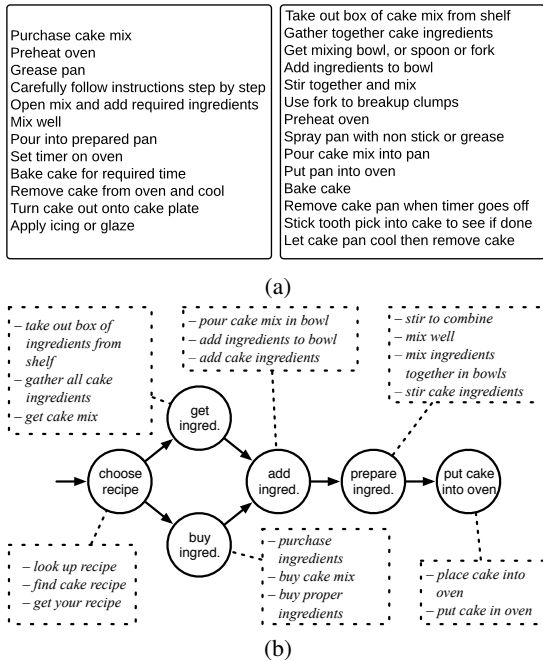 Purchase cake mix
Preheat oven
Grease pan
Carefully follow instructions step by step
Open mix and add required ingredients
Mix well
Pour into prepared pan
Set timer on oven
Bake cake for required time
Remove cake from oven and cool
Turn cake out onto cake plate
Apply icing or glaze
Take out box of cake mix from shelf
Gather together cake ingredients
Get mixing bowl, or spoon or fork
Add ingredients to bowl
Stir together and mix
Use fork to breakup clumps
Preheat oven
Spray pan with non stick or grease
Pour cake mix into pan
Put pan into oven
Bake cake
Remove cake pan when timer goes off
Stick tooth pick into cake to see if done
Let cake pan cool then remove cake
(a)
– take out box of
ingredients from
shelf
– gather all cake
ingredients
– get cake mix
– pour cake mix in bowl
– add ingredients to bowl
– add cake ingredients
– stir to combine
– mix well
– mix ingredients
together in bowls
– stir cake ingredients
get
ingred.
choose
recipe
add
ingred.
prepare
ingred.
put cake
into oven
buy
ingred.
– look up recipe
– find cake recipe
– get your recipe
– purchase
ingredients
– buy cake mix
– buy proper
ingredients
– place cake into
oven
– put cake in oven
(b)